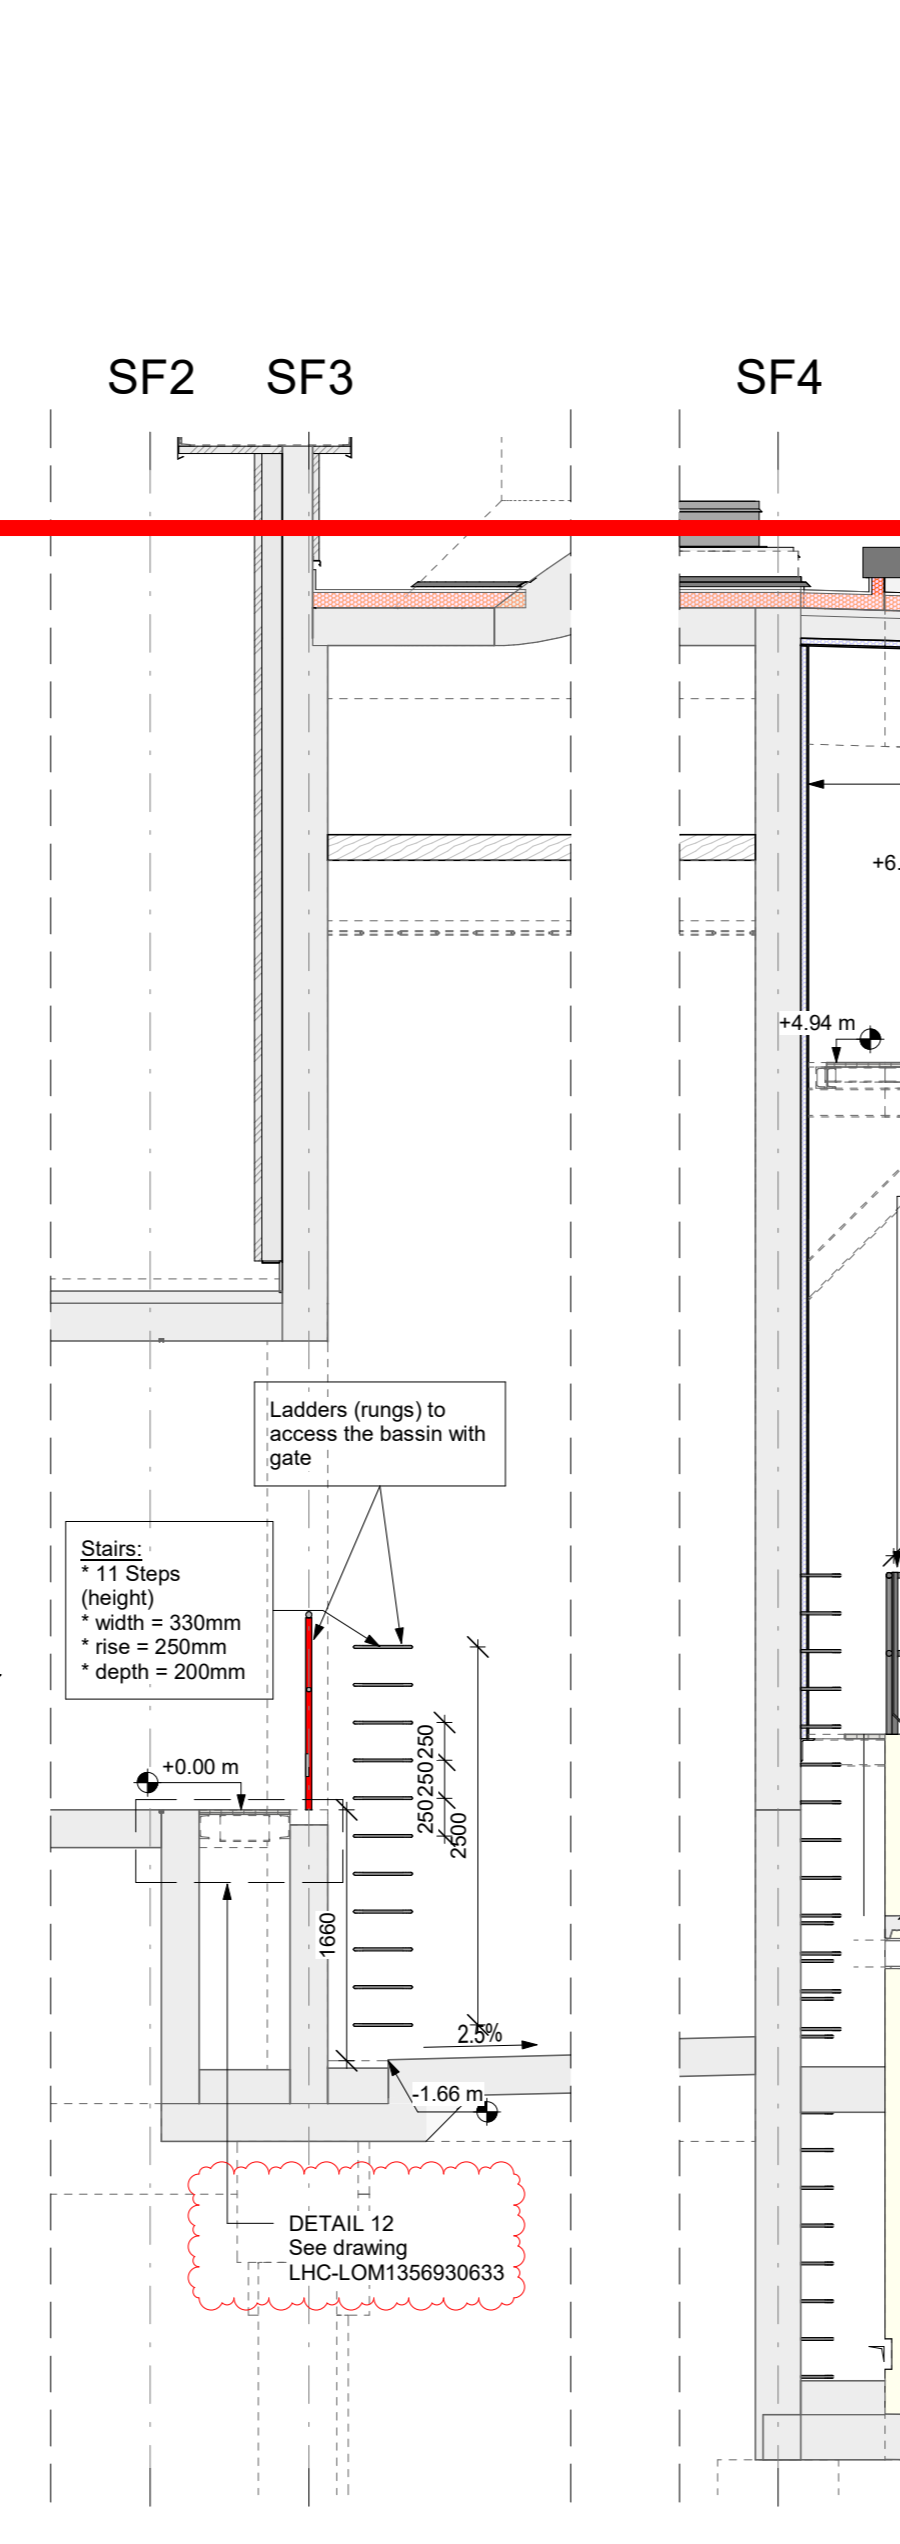 SF2
SF3
SF4
+6.
+4.94 m
Ladders (rungs) to
access the bassin with
gate
Stairs:
* 11 Steps
(height)
* width = 330mm
* rise = 250mm
* depth = 200mm
+0.00 m
250
250
250
2500
1660
2.5%
-1.66 m
DETAIL 12
See drawing
LHC-LOM1356930633